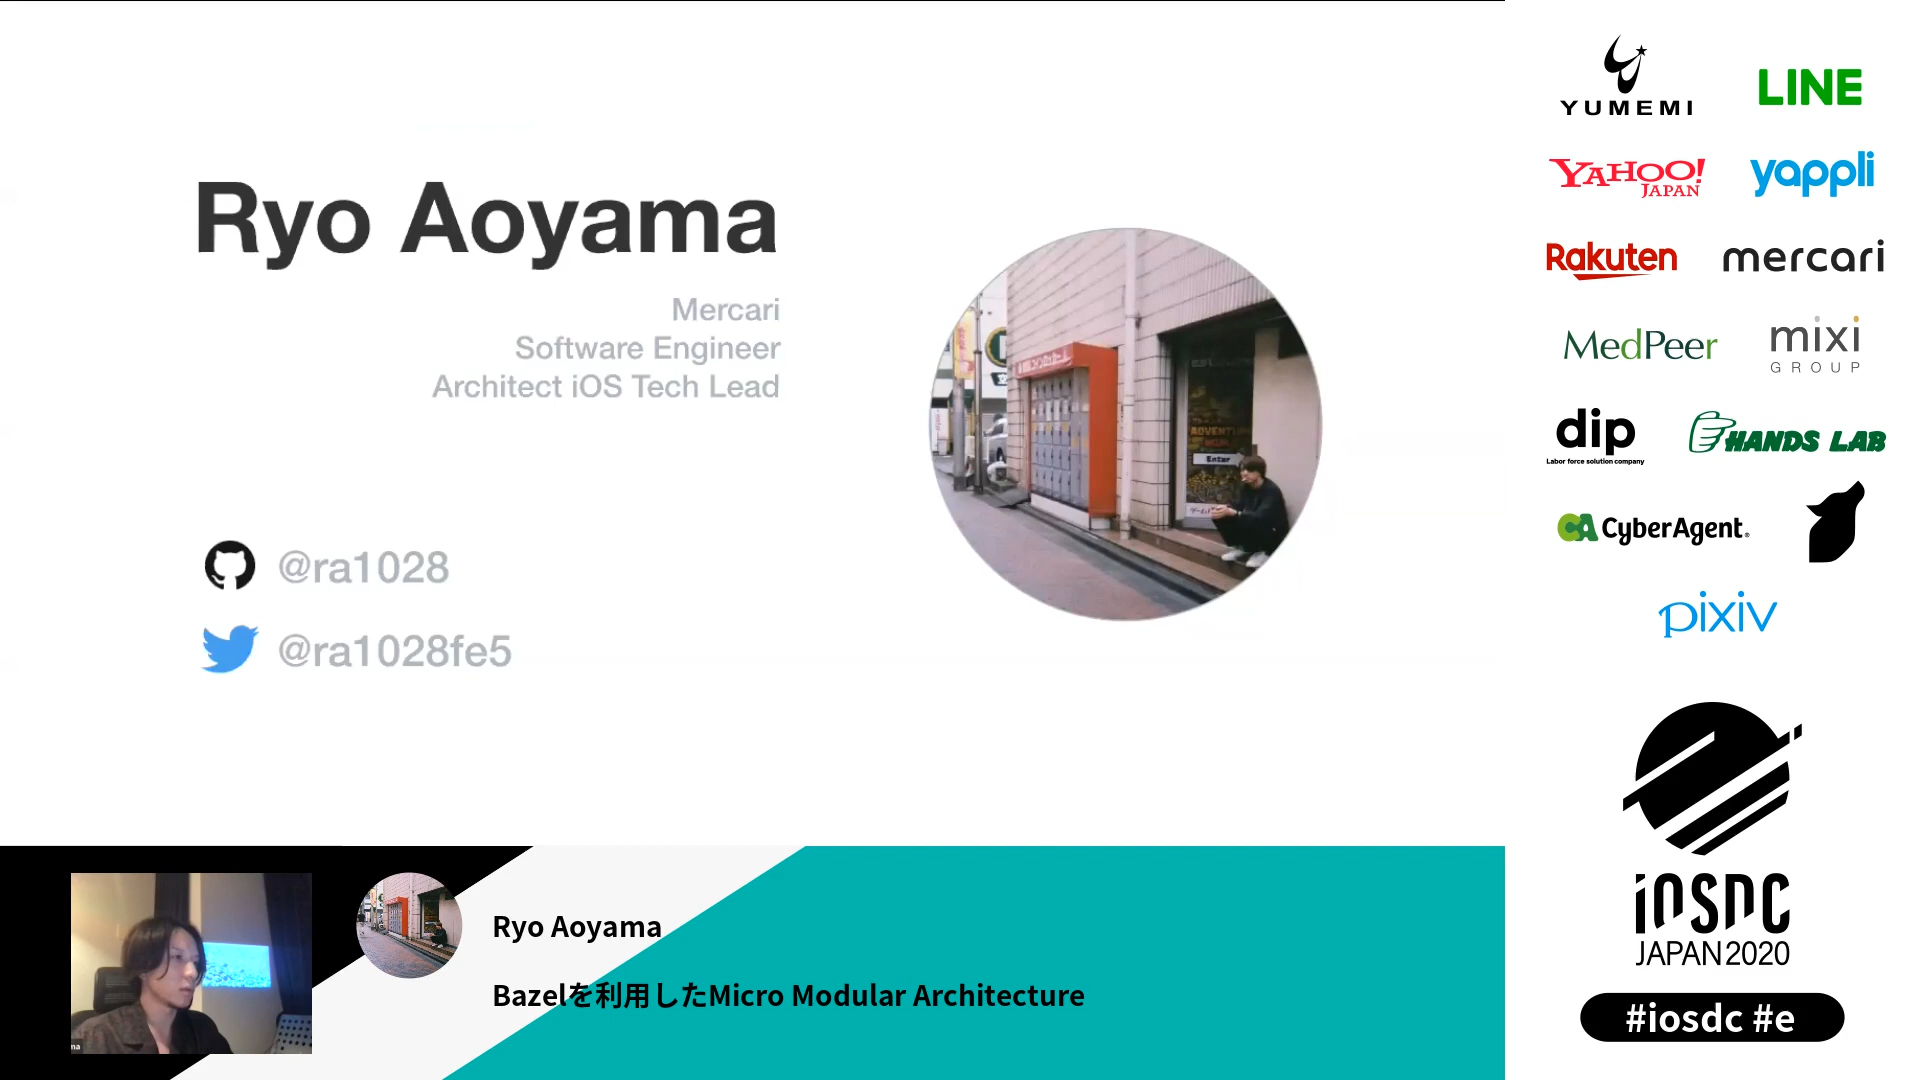 Ryo Aoyama
Mercari
Software Engineer
Architect iOS Tech Lead
@ra1028
@ra1028fe5
Enter
Ryo Aoyama
Bazelを利用したMicro Modular Architecture
YUMEMI
LINE
YAHOO!
JAPAN
yappli
Rakuten
mercari
MedPeer
mixi
GROUP
dip
Labor force solution company
HANDS LAB
CyberAgent
pixiv
iOSDC
JAPAN 2020
#iosdc #e